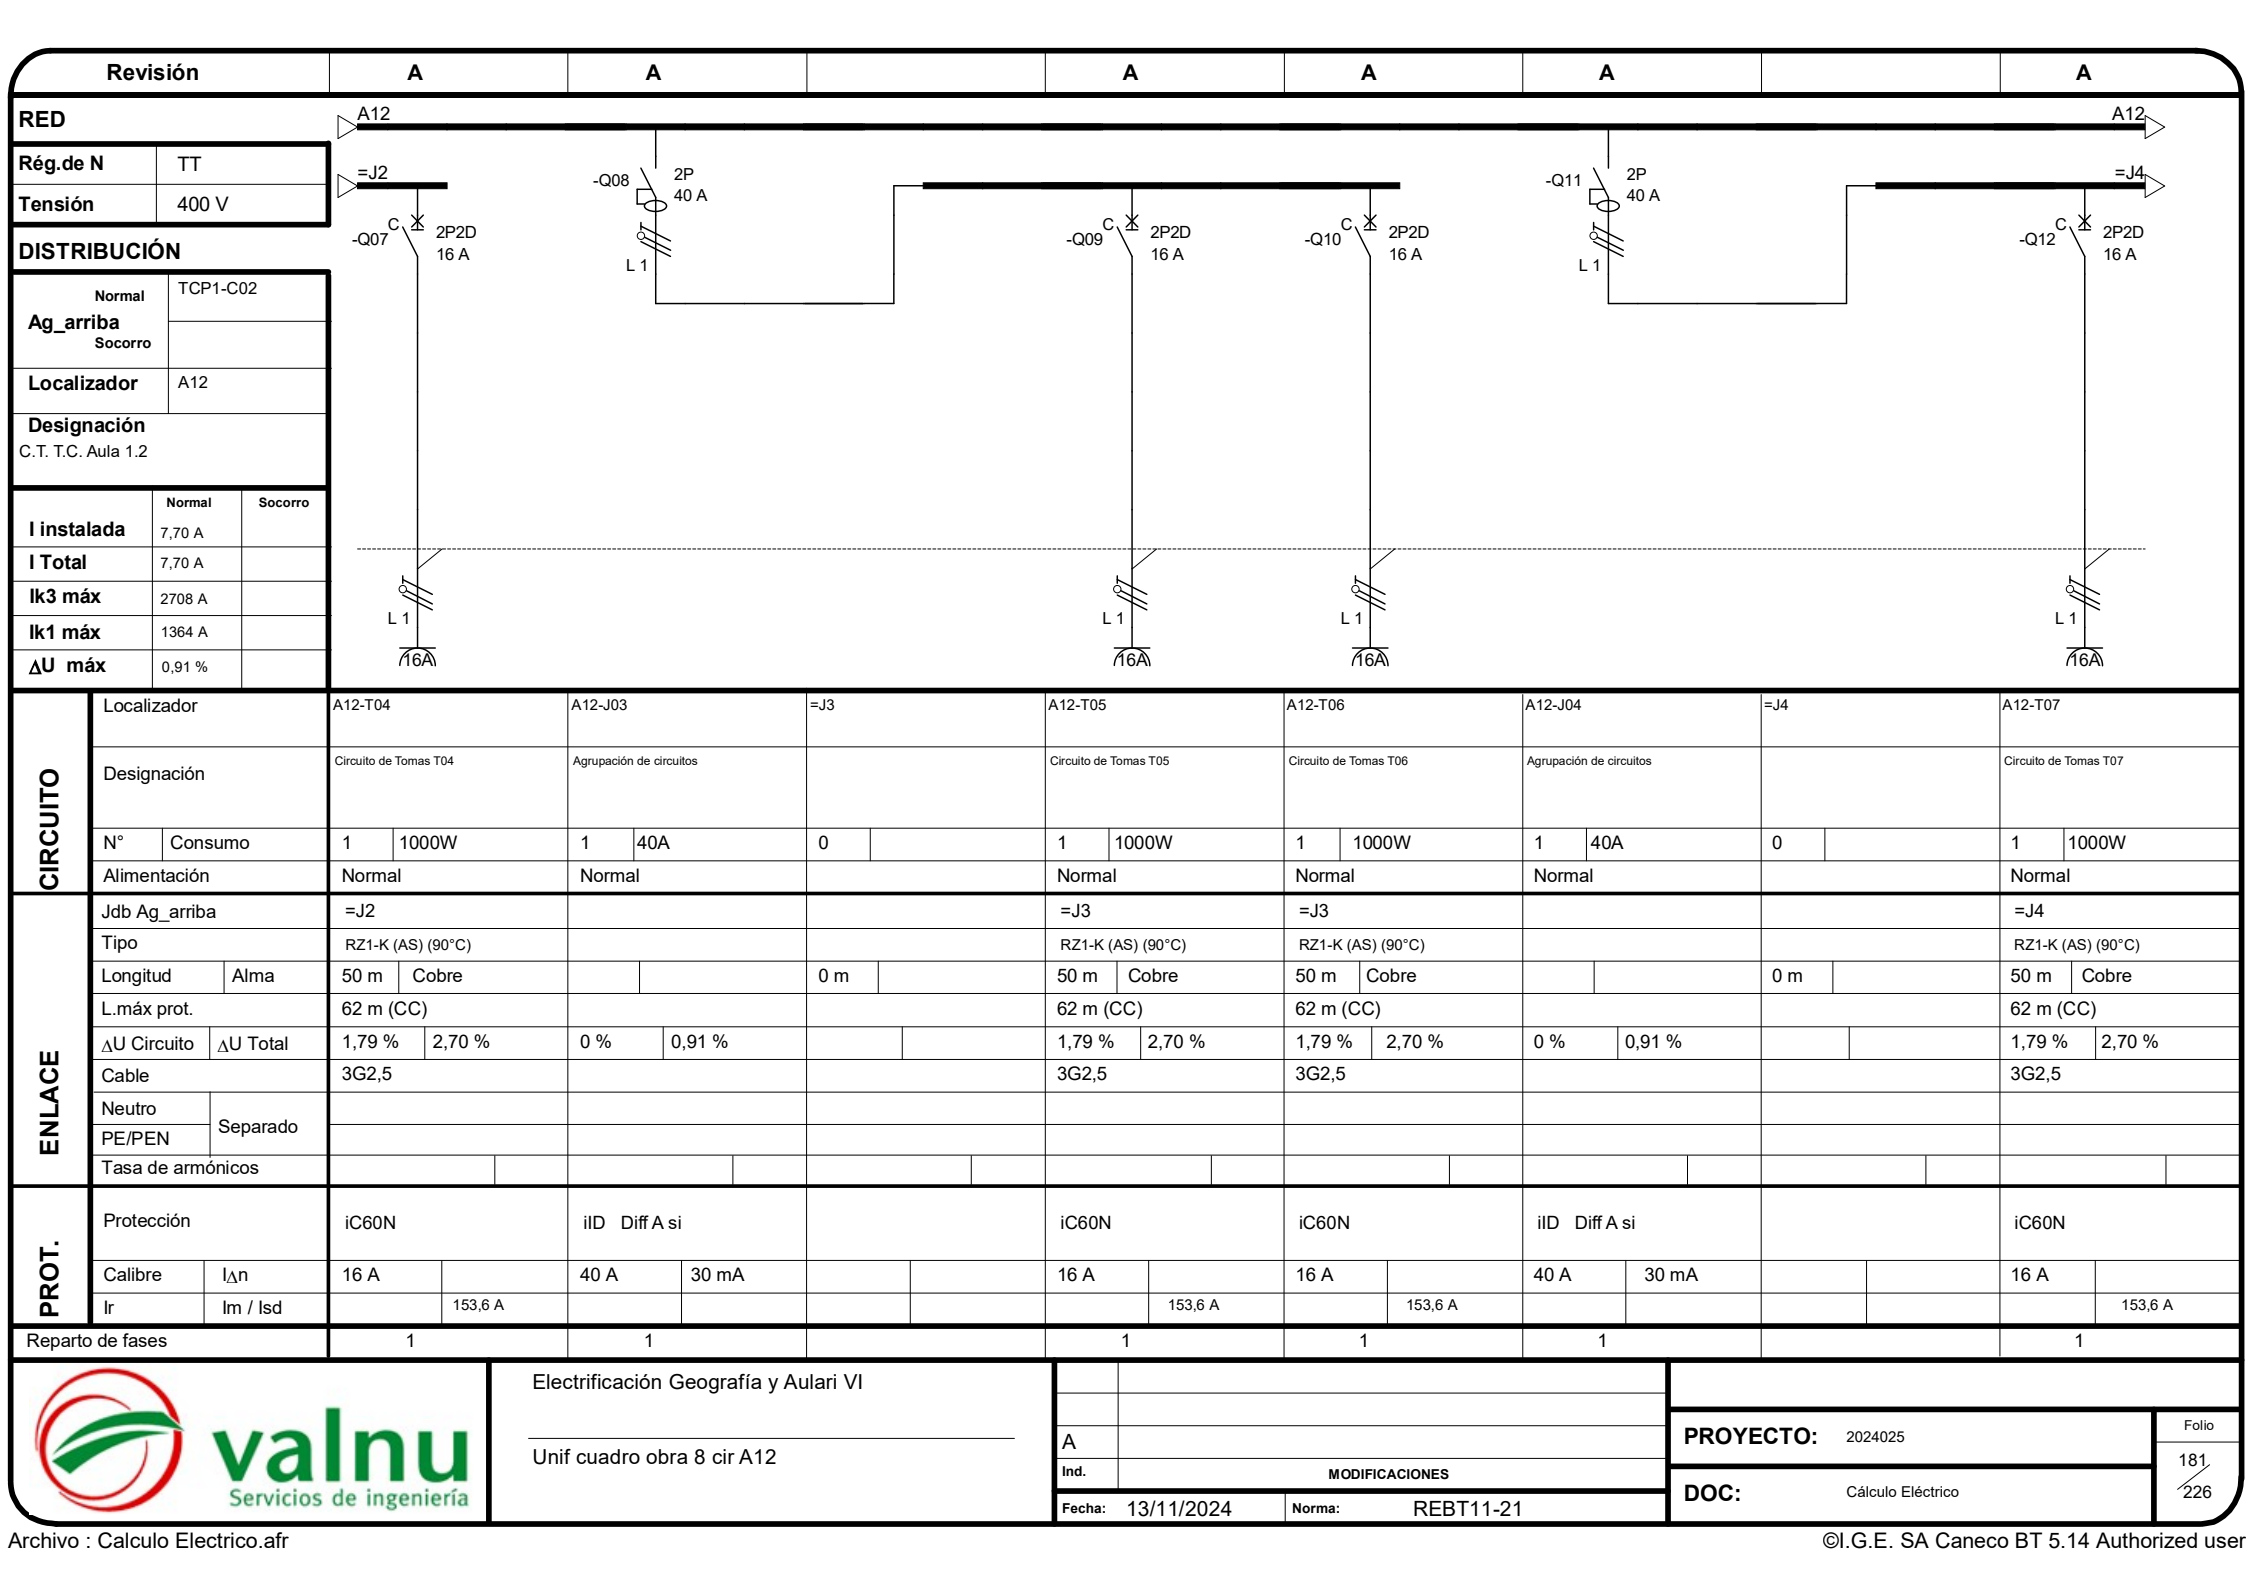 Revisión A A A A A A
RED
A12 A12
Rég.de N TT
=J2 =J4
-Q08 2P
40 A
-Q11 2P
40 A
Tensión 400 V
C
-Q07 2P2D
16 A
L 1
C
-Q09 2P2D
16 A
C
-Q10 2P2D
16 A
L 1
C
-Q12 2P2D
16 A
DISTRIBUCIÓN
Normal TCP1-C02
Ag_arriba
Socorro
Localizador A12
Designación
C.T. T.C. Aula 1.2
Normal Socorro
I instalada 7,70 A
I Total 7,70 A
Ik3 máx 2708 A
Ik1 máx 1364 A
ΔU máx 0,91 %
L 1 L 1 L 1 L 1
16A 16A 16A 16A
CIRCUITO
Localizador A12-T04 A12-J03 =J3 A12-T05 A12-T06 A12-J04 =J4 A12-T07
Designación Circuito de Tomas T04 Agrupación de circuitos Circuito de Tomas T05 Circuito de Tomas T06 Agrupación de circuitos Circuito de Tomas T07
N° Consumo 1 1000W 1 40A 0 1 1000W 1 1000W 1 40A 0 1 1000W
Alimentación Normal Normal Normal Normal Normal Normal
ENLACE
Jdb Ag_arriba =J2 =J3 =J3 =J4
Tipo RZ1-K (AS) (90°C) RZ1-K (AS) (90°C) RZ1-K (AS) (90°C) RZ1-K (AS) (90°C)
Longitud Alma 50 m Cobre 0 m 50 m Cobre 50 m Cobre 0 m 50 m Cobre
L.máx prot. 62 m (CC) 62 m (CC) 62 m (CC) 62 m (CC)
ΔU Circuito ΔU Total 1,79 % 2,70 % 0 % 0,91 % 1,79 % 2,70 % 1,79 % 2,70 % 0 % 0,91 % 1,79 % 2,70 %
Cable 3G2,5 3G2,5 3G2,5 3G2,5
Neutro
Separado
PE/PEN
Tasa de armónicos
PROT.
Protección iC60N iID Diff A si iC60N iC60N iID Diff A si iC60N
Calibre IΔn 16 A 40 A 30 mA 16 A 16 A 40 A 30 mA 16 A
Ir Im / Isd 153,6 A 153,6 A 153,6 A 153,6 A
Reparto de fases 1 1 1 1 1 1
valnu
Servicios de ingeniería
Electrificación Geografía y Aulari VI
Unif cuadro obra 8 cir A12
A
Ind. MODIFICACIONES
Fecha: 13/11/2024 Norma: REBT11-21
PROYECTO: 2024025
DOC: Cálculo Eléctrico
Folio
181
226
Archivo : Calculo Electrico.afr
©I.G.E. SA Caneco BT 5.14 Authorized user